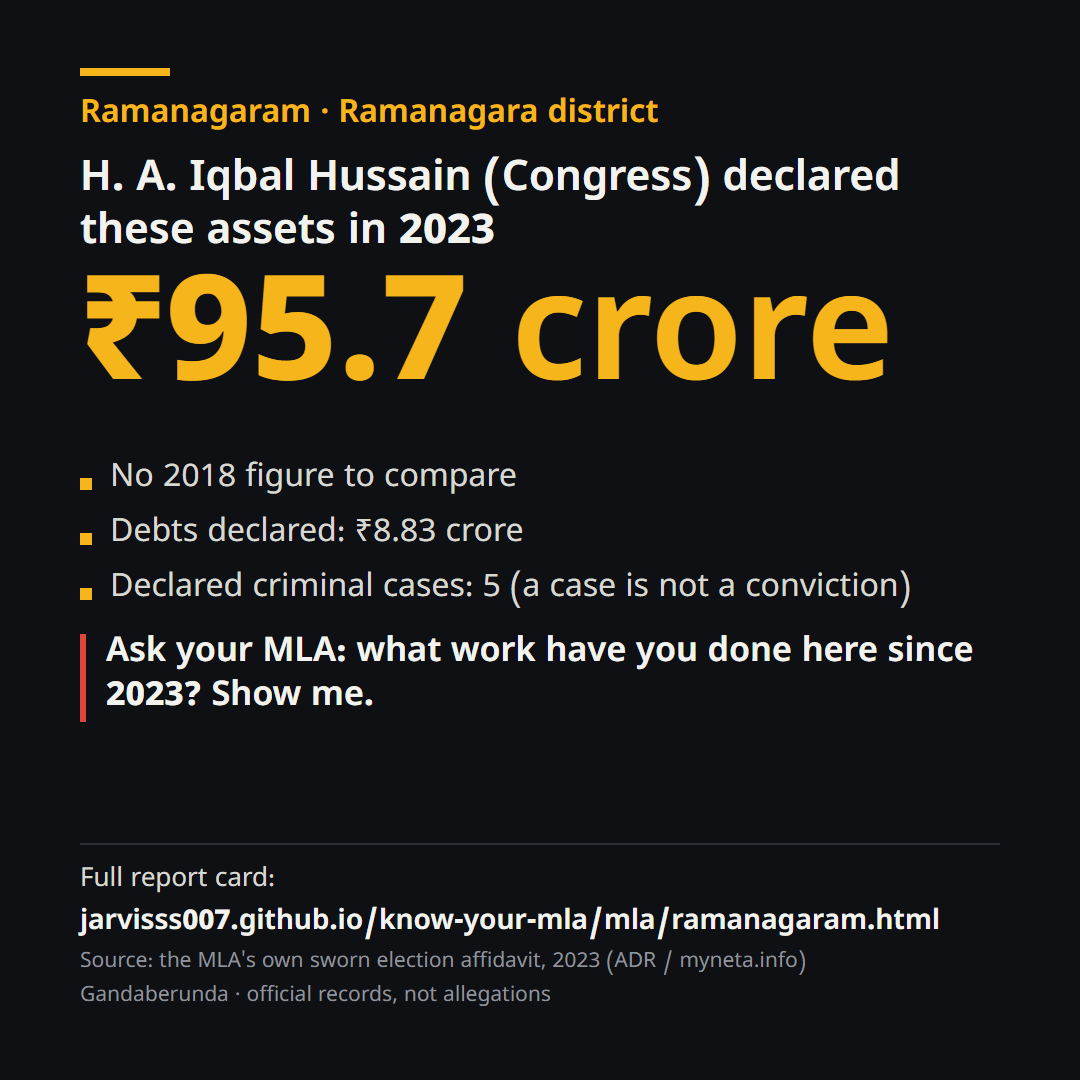 Ramanagaram · Ramanagara district
H. A. Iqbal Hussain (Congress) declared
these assets in 2023
₹95.7 crore
No 2018 figure to compare
Debts declared: ₹8.83 crore
Declared criminal cases: 5 (a case is not a conviction)
Ask your MLA: what work have you done here since
2023? Show me.
Full report card:
jarvisss007.github.io/know-your-mla/mla/ramanagaram.html
Source: the MLA's own sworn election affidavit, 2023 (ADR / myneta.info)
Gandaberunda · official records, not allegations